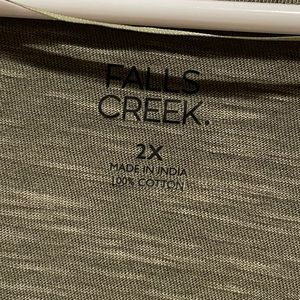 FALLS
CREEK.
2X
MADE IN INDIA
100% COTTON